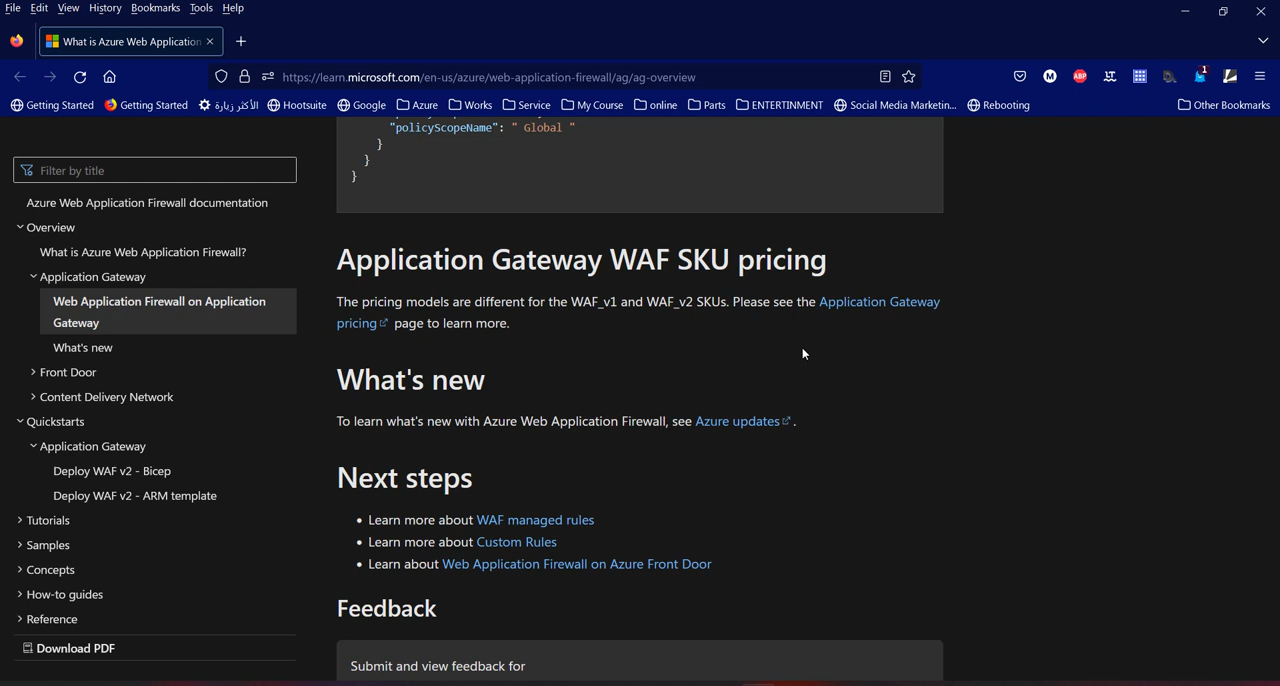 File Edit View History Bookmarks Tools Help
What is Azure Web Application
https://learn.microsoft.com/en-us/azure/web-application-firewall/ag/ag-overview
M ABP 1
Getting Started Getting Started الأكثر زيارة Hootsuite Google Azure Works Service My Course online Parts ENTERTINMENT Social Media Marketin... Rebooting Other Bookmarks
"policyScopeName": " Global "
}
}
}
Filter by title
Azure Web Application Firewall documentation
Overview
What is Azure Web Application Firewall?
Application Gateway
Web Application Firewall on Application
Gateway
What's new
Front Door
Content Delivery Network
Quickstarts
Application Gateway
Deploy WAF v2 - Bicep
Deploy WAF v2 - ARM template
Tutorials
Samples
Concepts
How-to guides
Reference
Download PDF
Application Gateway WAF SKU pricing
The pricing models are different for the WAF_v1 and WAF_v2 SKUs. Please see the Application Gateway
pricing page to learn more.
What's new
To learn what's new with Azure Web Application Firewall, see Azure updates .
Next steps
• Learn more about WAF managed rules
• Learn more about Custom Rules
• Learn about Web Application Firewall on Azure Front Door
Feedback
Submit and view feedback for